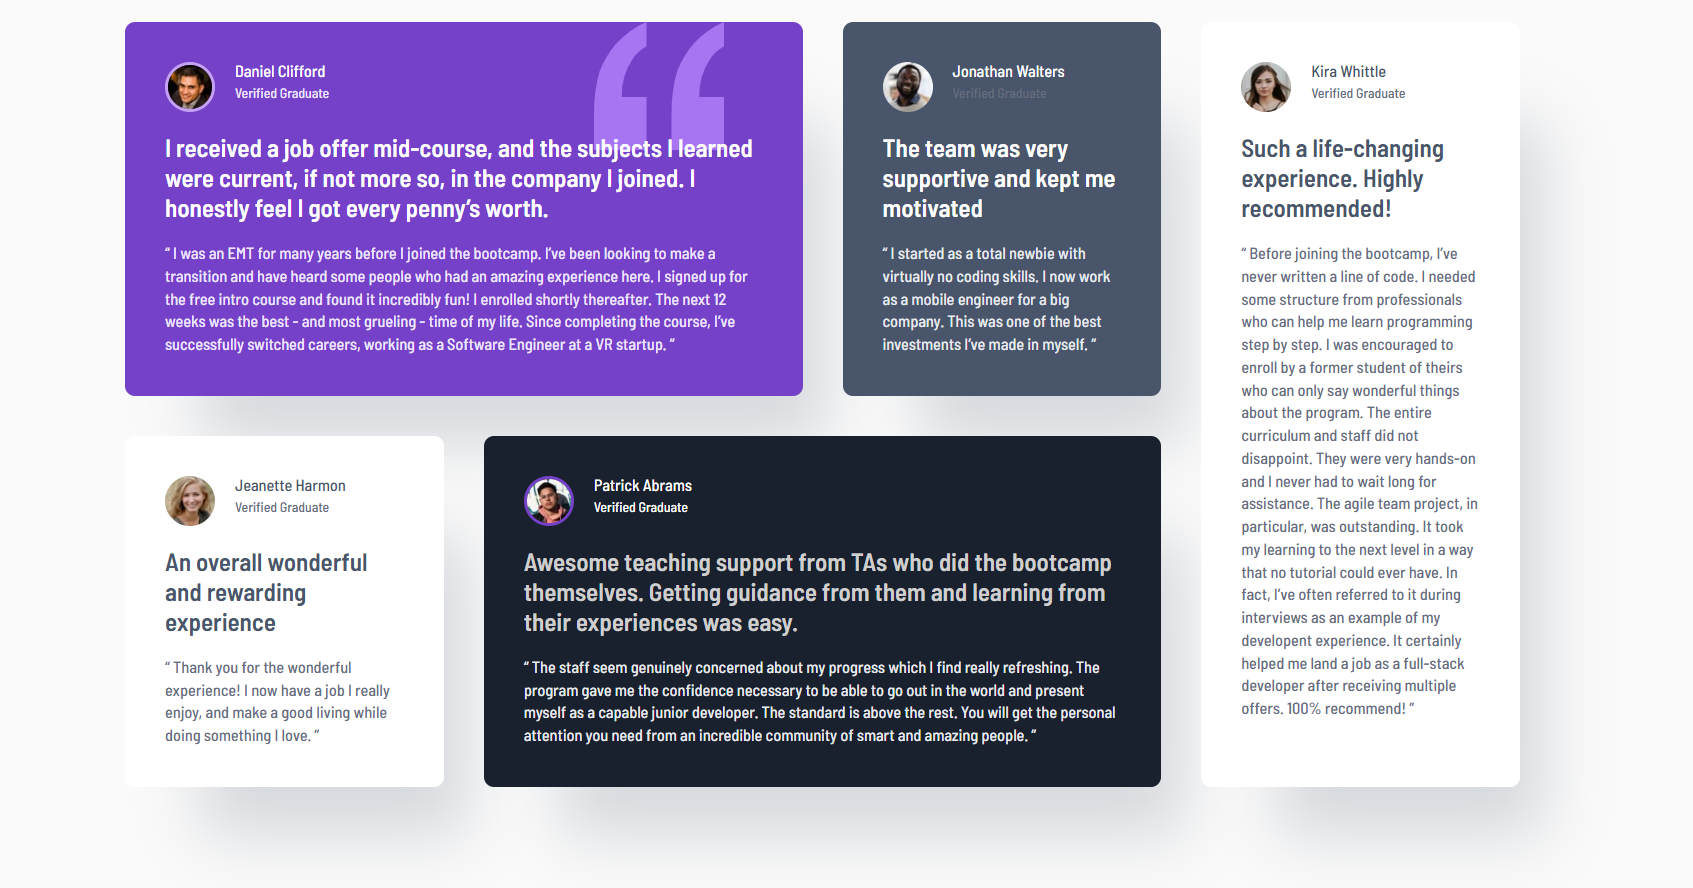 Daniel Clifford
Verified Graduate
I received a job offer mid-course, and the subjects I learned
were current, if not more so, in the company I joined. I
honestly feel I got every penny’s worth.
“ I was an EMT for many years before I joined the bootcamp. I’ve been looking to make a
transition and have heard some people who had an amazing experience here. I signed up for
the free intro course and found it incredibly fun! I enrolled shortly thereafter. The next 12
weeks was the best - and most grueling - time of my life. Since completing the course, I’ve
successfully switched careers, working as a Software Engineer at a VR startup. ”
Jonathan Walters
Verified Graduate
The team was very
supportive and kept me
motivated
“ I started as a total newbie with
virtually no coding skills. I now work
as a mobile engineer for a big
company. This was one of the best
investments I’ve made in myself. ”
Kira Whittle
Verified Graduate
Such a life-changing
experience. Highly
recommended!
“ Before joining the bootcamp, I’ve
never written a line of code. I needed
some structure from professionals
who can help me learn programming
step by step. I was encouraged to
enroll by a former student of theirs
who can only say wonderful things
about the program. The entire
curriculum and staff did not
disappoint. They were very hands-on
and I never had to wait long for
assistance. The agile team project, in
particular, was outstanding. It took
my learning to the next level in a way
that no tutorial could ever have. In
fact, I’ve often referred to it during
interviews as an example of my
developent experience. It certainly
helped me land a job as a full-stack
developer after receiving multiple
offers. 100% recommend! ”
Jeanette Harmon
Verified Graduate
An overall wonderful
and rewarding
experience
“ Thank you for the wonderful
experience! I now have a job I really
enjoy, and make a good living while
doing something I love. ”
Patrick Abrams
Verified Graduate
Awesome teaching support from TAs who did the bootcamp
themselves. Getting guidance from them and learning from
their experiences was easy.
“ The staff seem genuinely concerned about my progress which I find really refreshing. The
program gave me the confidence necessary to be able to go out in the world and present
myself as a capable junior developer. The standard is above the rest. You will get the personal
attention you need from an incredible community of smart and amazing people. ”